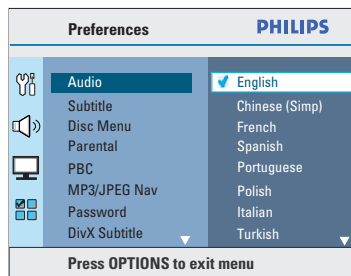 Preferences
PHILIPS
Audio
Subtitle
Disc Menu
Parental
PBC
MP3/JPEG Nav
Password
DivX Subtitle
English
Chinese (Simp)
French
Spanish
Portuguese
Polish
Italian
Turkish
Press OPTIONS to exit menu